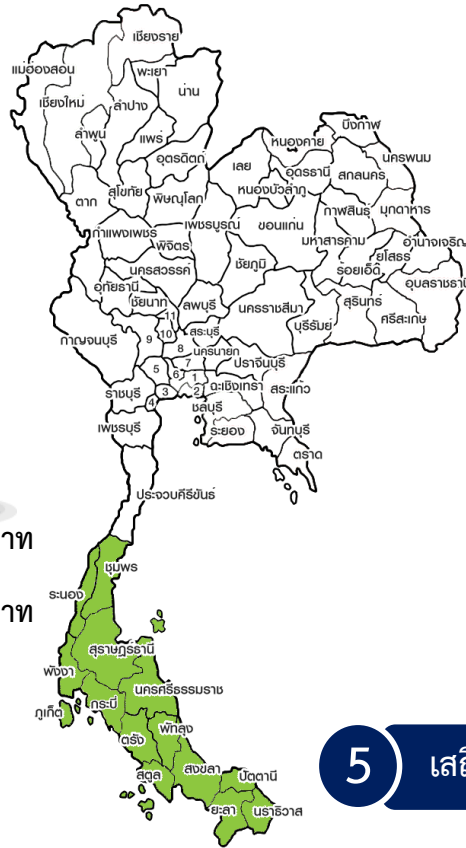 เชียงราย
แม่ฮ่องสอน
พะเยา
น่าน
เชียงใหม่
ลำปาง
ลำพูน
แพร่
บึงกาฬ
หนองคาย
นครพนม
อุตรดิตถ์
เลย
อุดรธานี
สกลนคร
หนองบัวลำภู
สุโขทัย
ตาก
พิษณุโลก
กาฬสินธุ์
มุกดาหาร
เพชรบูรณ์
ขอนแก่น
กำแพงเพชร
พิจิตร
มหาสารคาม
อำนาจเจริญ
ยโสธร
ร้อยเอ็ด
ชัยภูมิ
นครสวรรค์
อุบลราชธานี
อุทัยธานี
ชัยนาท
ลพบุรี
นครราชสีมา
สุรินทร์
ศรีสะเกษ
บุรีรัมย์
11
สระบุรี
กาญจนบุรี
9
10
8
นครนายก
ปราจีนบุรี
7
5
6
1
ฉะเชิงเทรา
สระแก้ว
ราชบุรี
3
2
4
ชลบุรี
เพชรบุรี
ระยอง
จันทบุรี
ตราด
ประจวบคีรีขันธ์
าท
ชุมพร
ระนอง
าท
สุราษฎร์ธานี
พังงา
นครศรีธรรมราช
กระบี่
ภูเก็ต
พัทลุง
ตรัง
สงขลา
ปัตตานี
สตูล
ยะลา
นราธิวาส
5